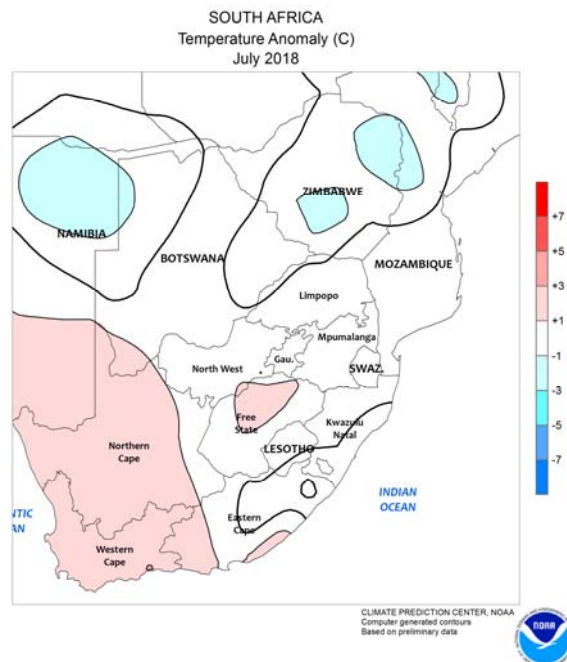 SOUTH AFRICA
Temperature Anomaly (C)
July 2018
ZIMBABWE
NAMIBIA
BOTSWANA
MOZAMBIQUE
Limpopo
Mpumalanga
North West
Gau.
SWAZ.
Free
State
Kwazulu
Natal
LESOTHO
Northern
Cape
Eastern
Cape
Western
Cape
NTIC
AN
INDIAN
OCEAN
+7
+5
+3
+1
-1
-3
-5
-7
CLIMATE PREDICTION CENTER, NOAA
Computer generated contours
Based on preliminary data
NOAA